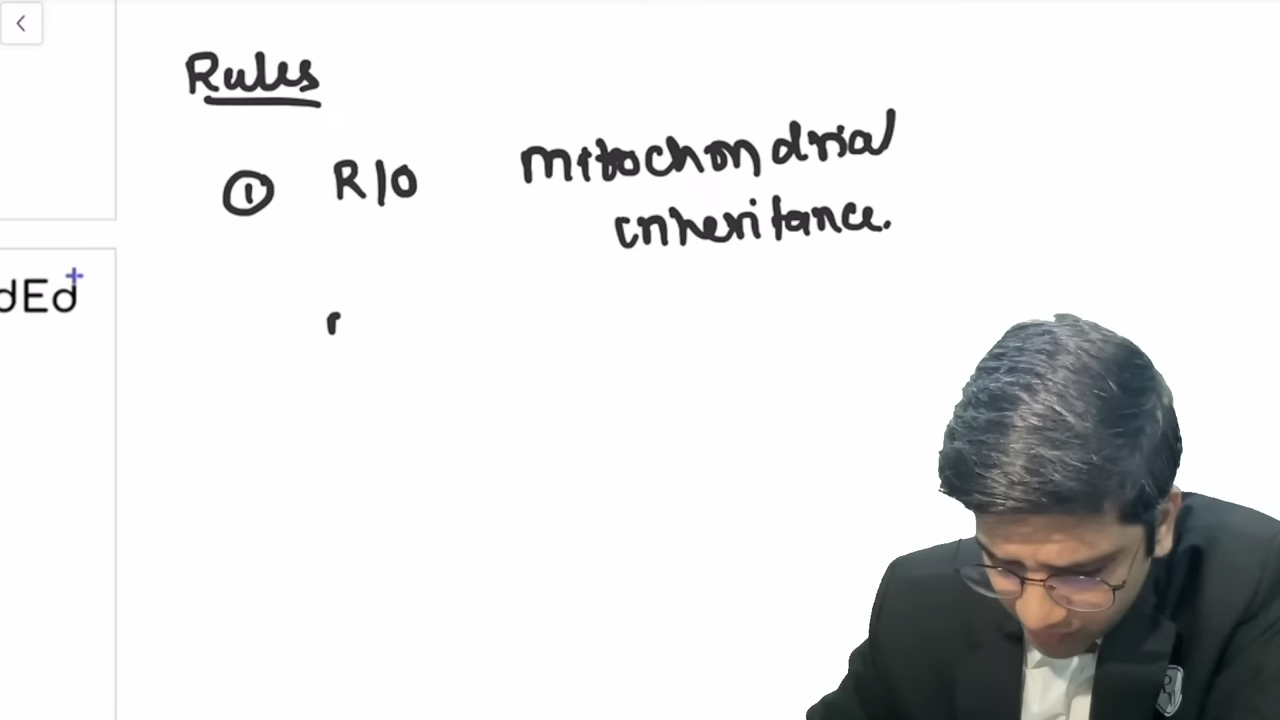 Rules
① R/O mitochondrial
inheritance.
dEd+